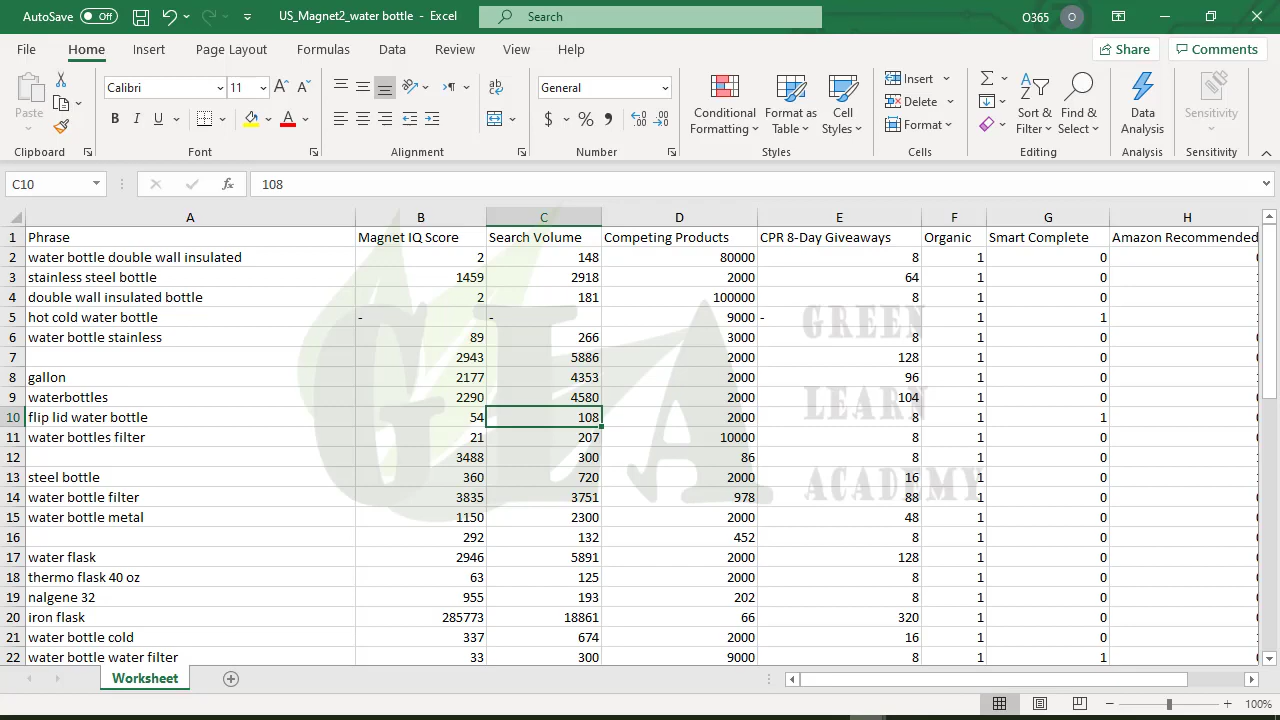 AutoSave Off US_Magnet2_water bottle - Excel Search O365 O
File Home Insert Page Layout Formulas Data Review View Help Share Comments
Paste Calibri 11 General Conditional Formatting Format as Table Cell Styles Insert Delete Format Sort & Filter Find & Select Data Analysis Sensitivity
Clipboard Font Alignment Number Styles Cells Editing Analysis Sensitivity
C10 fx 108
A B C D E F G H
1 Phrase Magnet IQ Score Search Volume Competing Products CPR 8-Day Giveaways Organic Smart Complete Amazon Recommended
2 water bottle double wall insulated 2 148 80000 8 1 0
3 stainless steel bottle 1459 2918 2000 64 1 0
4 double wall insulated bottle 2 181 100000 8 1 0
5 hot cold water bottle - - 9000 - 1 1
6 water bottle stainless 89 266 3000 8 1 0
7 2943 5886 2000 128 1 0
8 gallon 2177 4353 2000 96 1 0
9 waterbottles 2290 4580 2000 104 1 0
10 flip lid water bottle 54 108 2000 8 1 1
11 water bottles filter 21 207 10000 8 1 0
12 3488 300 86 8 1 0
13 steel bottle 360 720 2000 16 1 0
14 water bottle filter 3835 3751 978 88 1 0
15 water bottle metal 1150 2300 2000 48 1 0
16 292 132 452 8 1 0
17 water flask 2946 5891 2000 128 1 0
18 thermo flask 40 oz 63 125 2000 8 1 0
19 nalgene 32 955 193 202 8 1 0
20 iron flask 285773 18861 66 320 1 0
21 water bottle cold 337 674 2000 16 1 0
22 water bottle water filter 33 300 9000 8 1 1
GLA
GREEN
LEARN
ACADEMY
Worksheet
100%